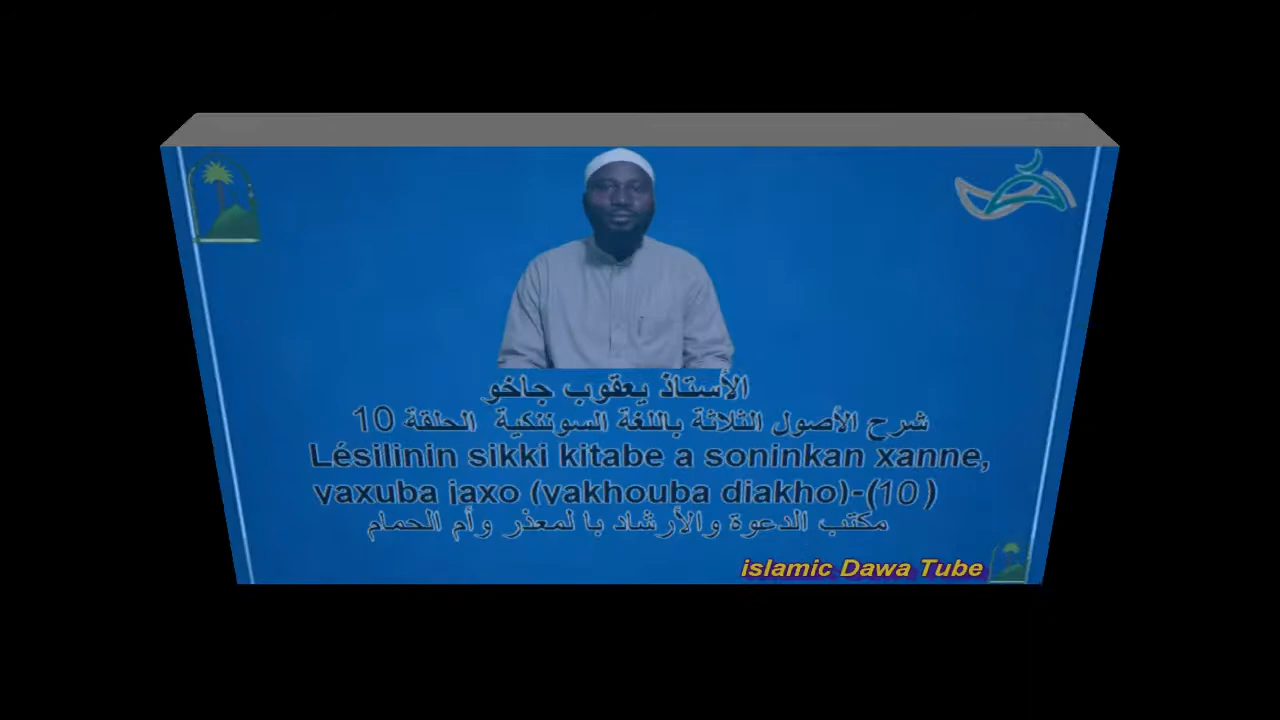 الأستاذ يعقوب جاخو
شرح الأصول الثلاثة باللغة السوننكية الحلقة 10
Lésilinin sikki kitabe a soninkan xanne,
yaxuba jaxo (yakhouba diakho)-(10)
مكتب الدعوة والأرشاد با لمعذر وأم الحمام
islamic Dawa Tube